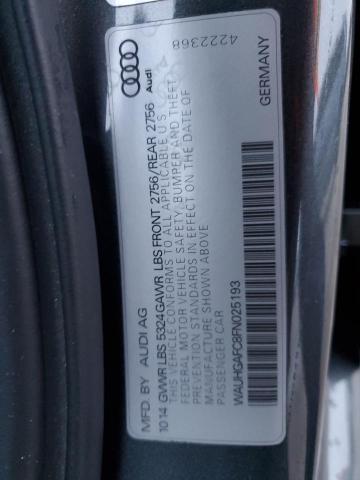 Audi
4222368
MFD. BY AUDI AG
10 14 GVWR LBS 5324 GAWR LBS FRONT 2756/REAR 2756
THIS VEHICLE CONFORMS TO ALL APPLICABLE U.S.
FEDERAL MOTOR VEHICLE SAFETY, BUMPER AND THEFT
PREVENTION STANDARDS IN EFFECT ON THE DATE OF
MANUFACTURE SHOWN ABOVE
PASSENGER CAR
WAUHGAFC8FN025193
GERMANY